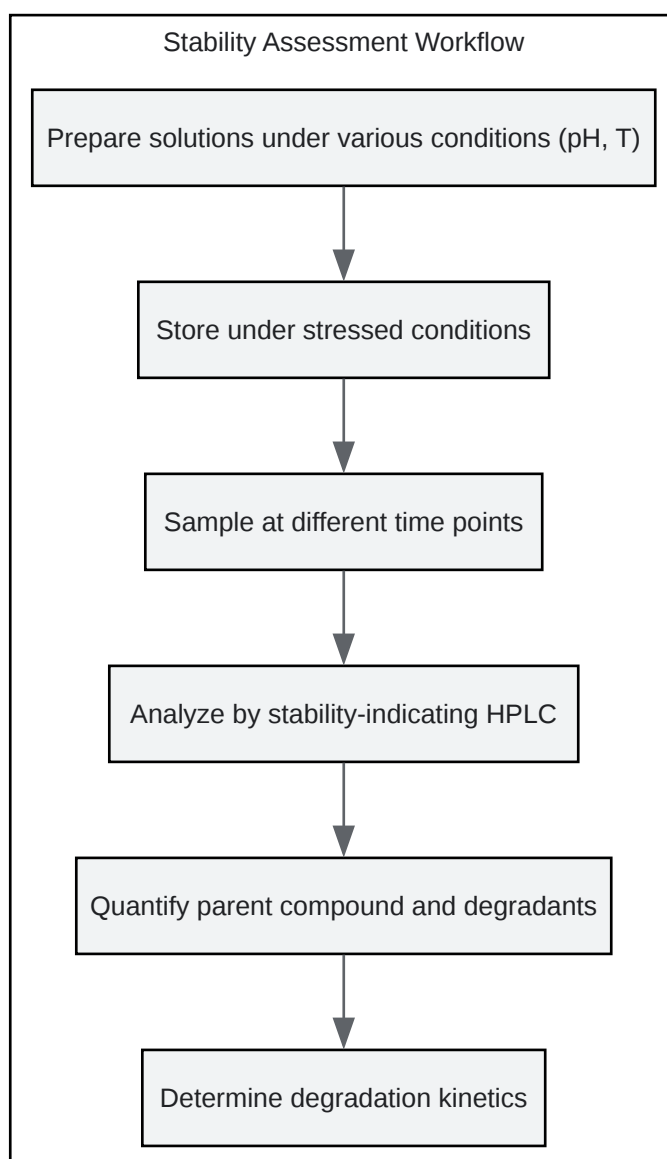 Stability Assessment Workflow
Prepare solutions under various conditions (pH, T)
Store under stressed conditions
Sample at different time points
Analyze by stability-indicating HPLC
Quantify parent compound and degradants
Determine degradation kinetics